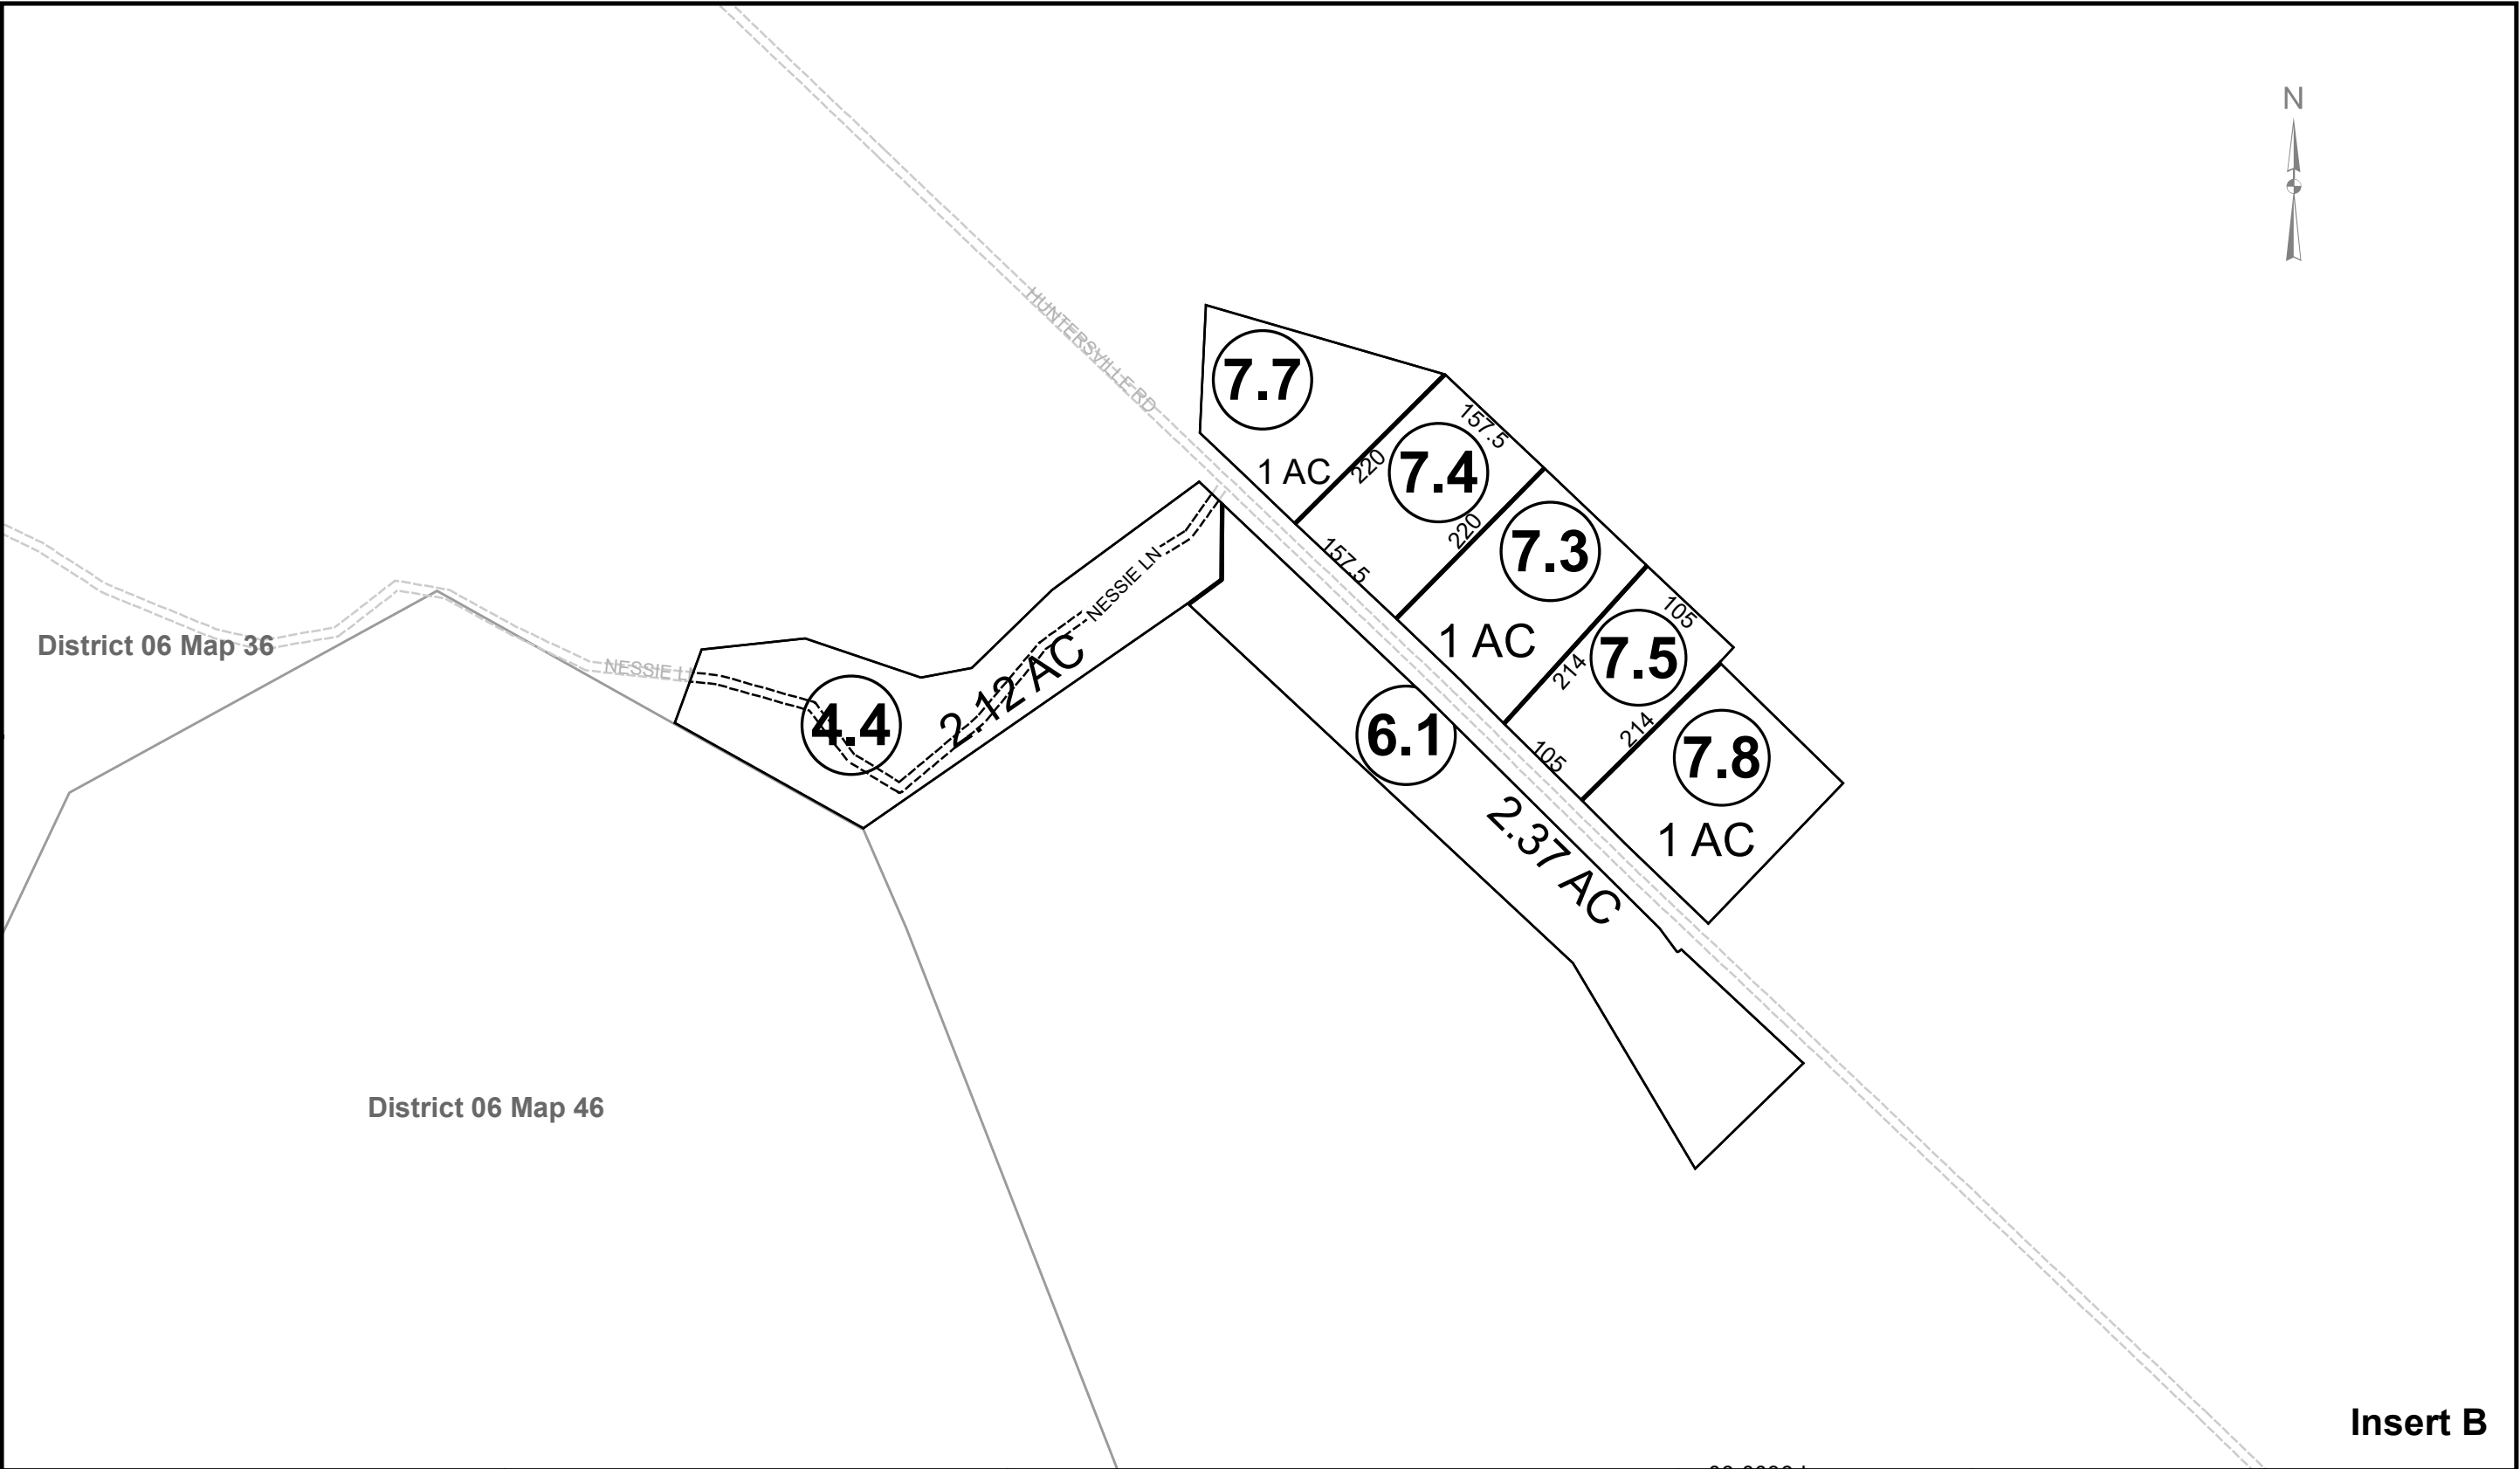 N
HUNTERSVILLE RD
7.7
1 AC
157.5
7.4
220
220
157.5
7.3
1 AC
NESSIE LN
105
7.5
214
214
105
7.8
1 AC
District 06 Map 36
NESSIE
4.4
2.12 AC
6.1
2.37 AC
District 06 Map 46
Insert B